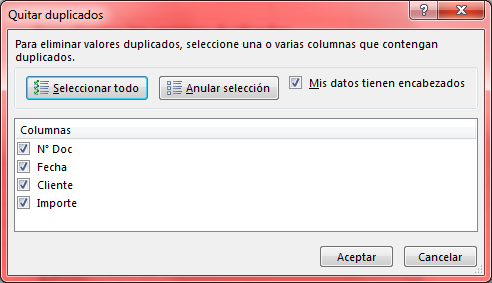 Quitar duplicados
?
Para eliminar valores duplicados, seleccione una o varias columnas que contengan
duplicados.
Seleccionar todo
Anular selección
Mis datos tienen encabezados
Columnas
N° Doc
Fecha
Cliente
Importe
Aceptar
Cancelar